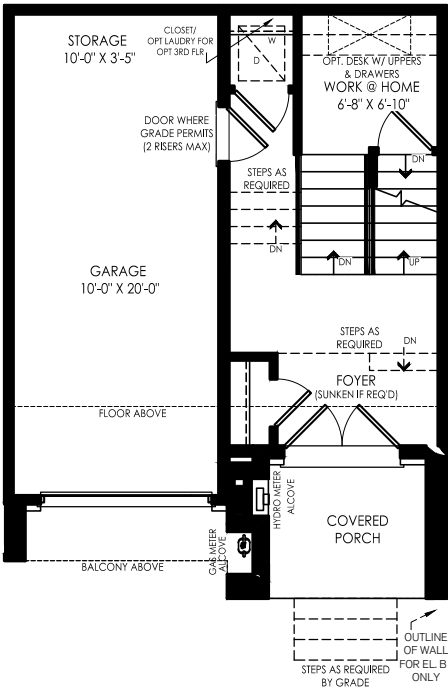 STORAGE
10'-0" X 3'-5"
CLOSET/
OPT LAUDRY FOR
OPT 3RD FLR
W
D
OPT. DESK W/ UPPERS
& DRAWERS
WORK @ HOME
6'-8" X 6'-10"
DOOR WHERE
GRADE PERMITS
(2 RISERS MAX)
STEPS AS
REQUIRED
DN
DN
DN
UP
GARAGE
10'-0" X 20'-0"
STEPS AS
REQUIRED
DN
FOYER
(SUNKEN IF REQ'D)
FLOOR ABOVE
HYDRO METER
ALCOVE
COVERED
PORCH
GAS METER
ALCOVE
BALCONY ABOVE
STEPS AS REQUIRED
BY GRADE
OUTLINE
OF WALL
FOR EL. B
ONLY